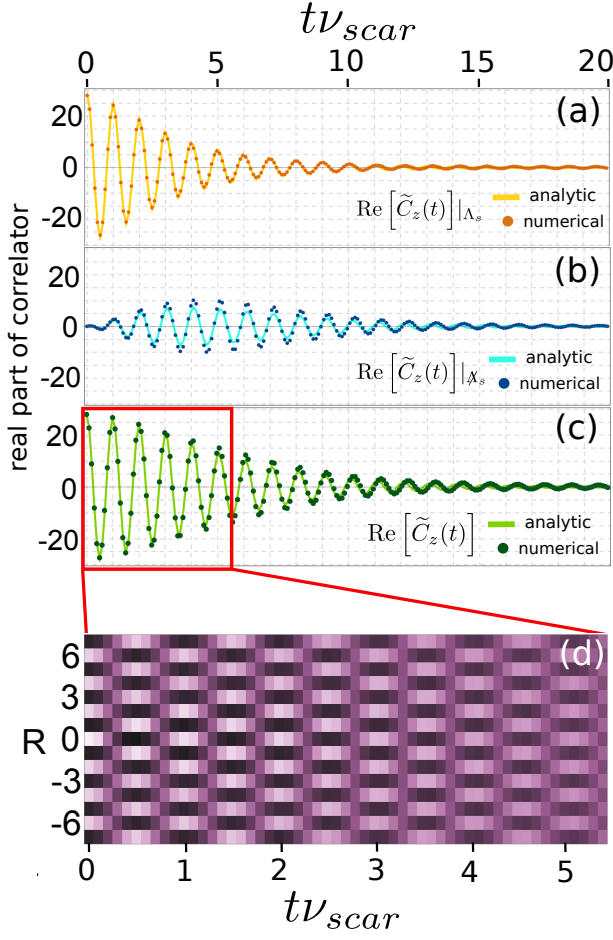 tν_scar
0 5 10 15 20
real part of correlator
(a)
20
0
-20
Re [C̃_z(t)]|_Λ_s
analytic
numerical
(b)
20
0
-20
Re [C̃_z(t)]|_Λ̸_s
analytic
numerical
(c)
20
0
-20
Re [C̃_z(t)]
analytic
numerical
(d)
R
6
3
0
-3
-6
0 1 2 3 4 5
tν_scar